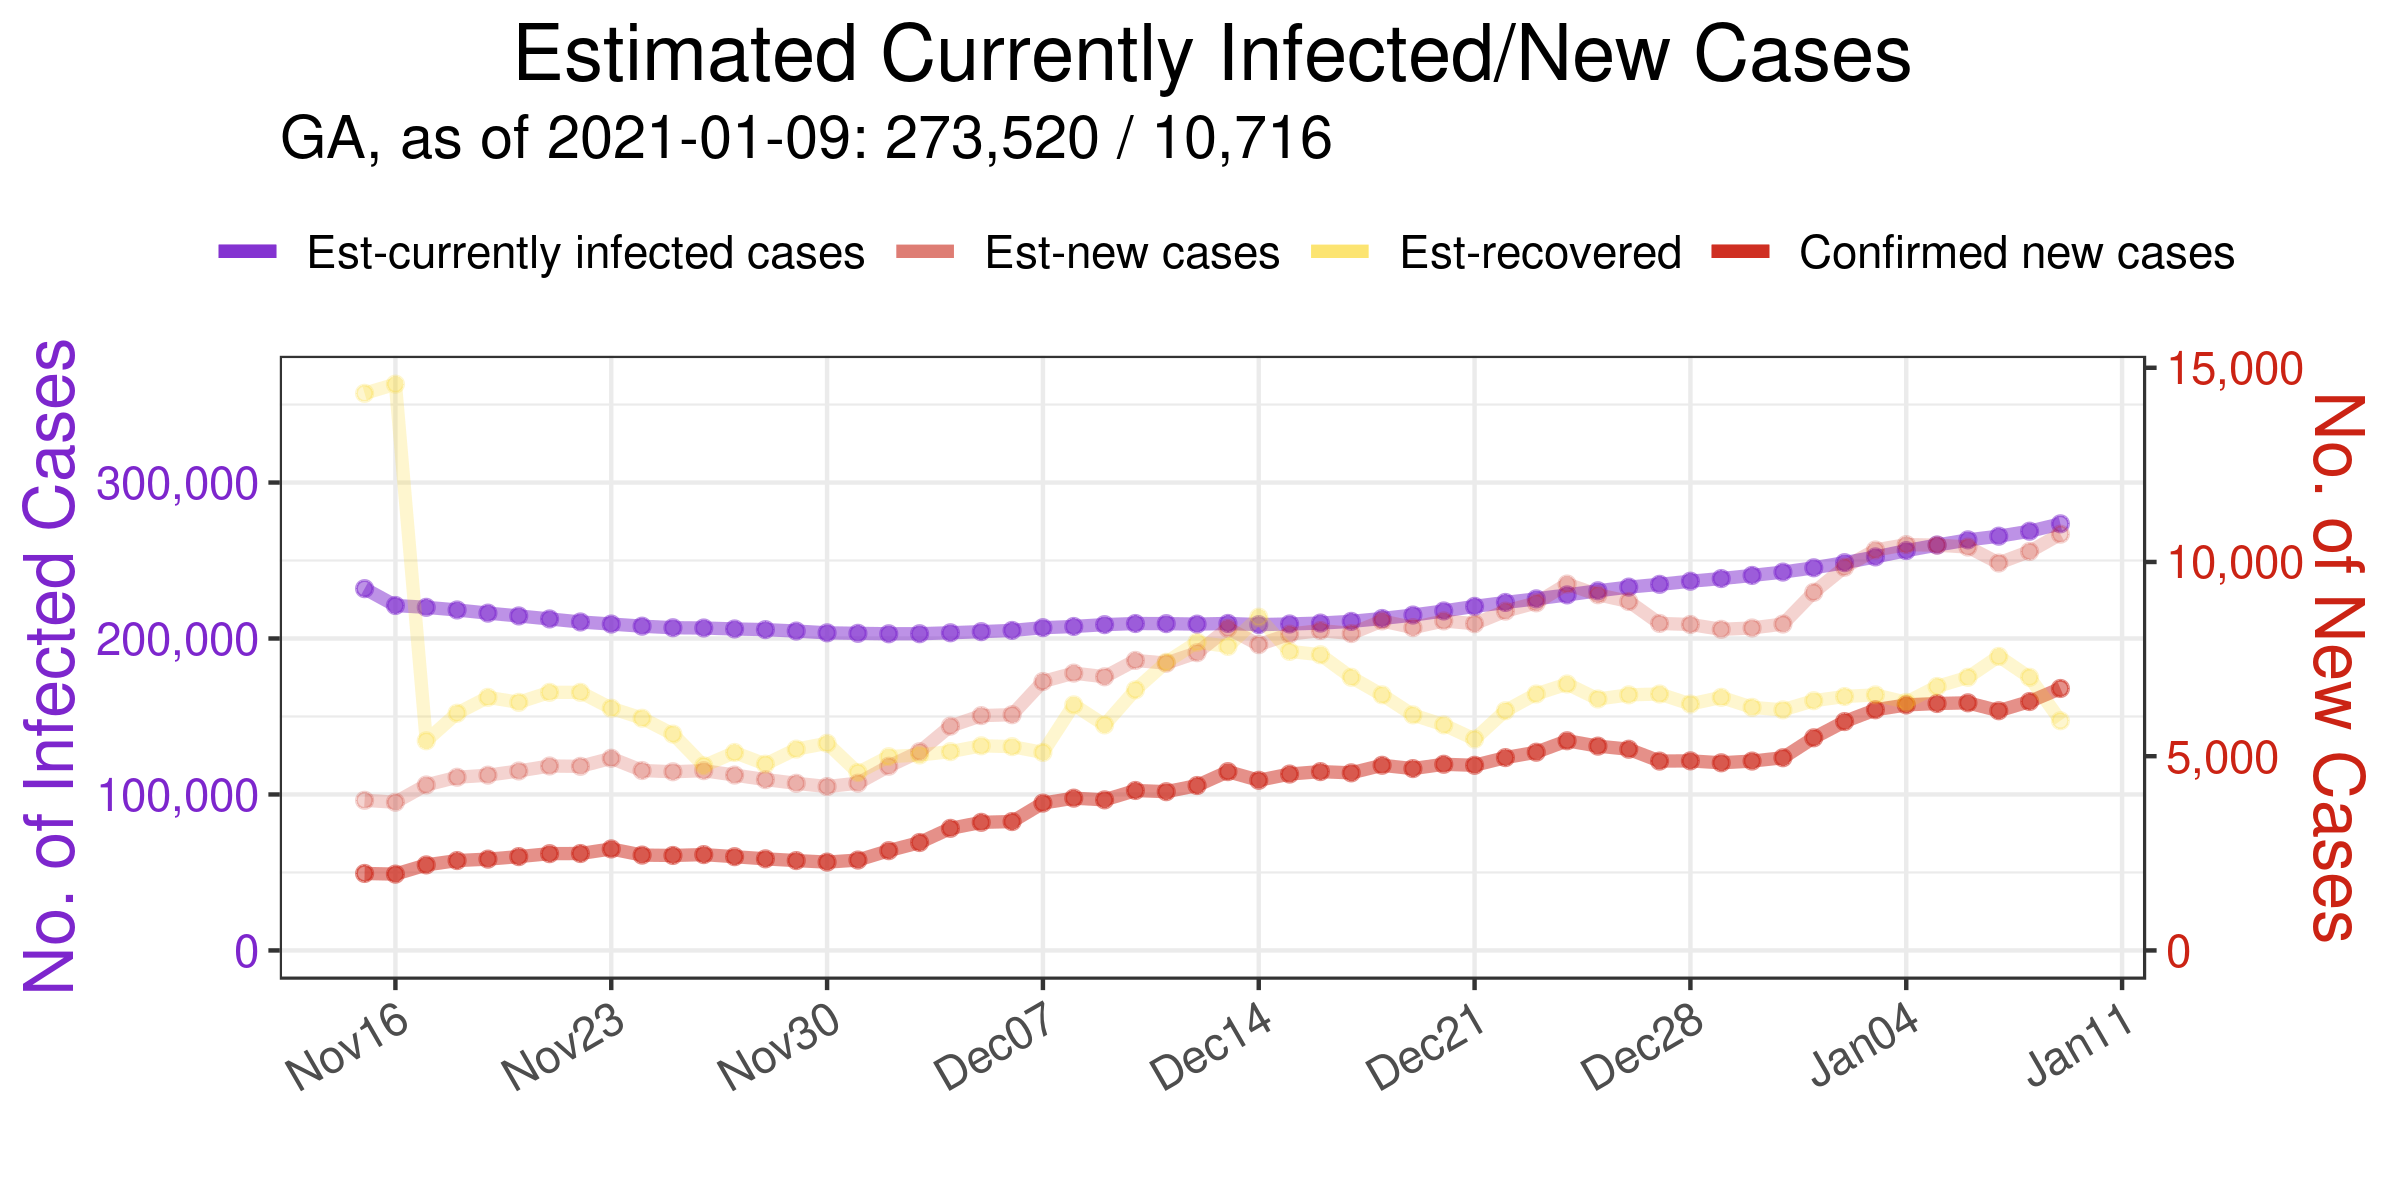 Estimated Currently Infected/New Cases
GA, as of 2021-01-09: 273,520 / 10,716
Est-currently infected cases Est-new cases Est-recovered Confirmed new cases
No. of Infected Cases
300,000
200,000
100,000
0
15,000
10,000
5,000
0
No. of New Cases
Nov16 Nov23 Nov30 Dec07 Dec14 Dec21 Dec28 Jan04 Jan11